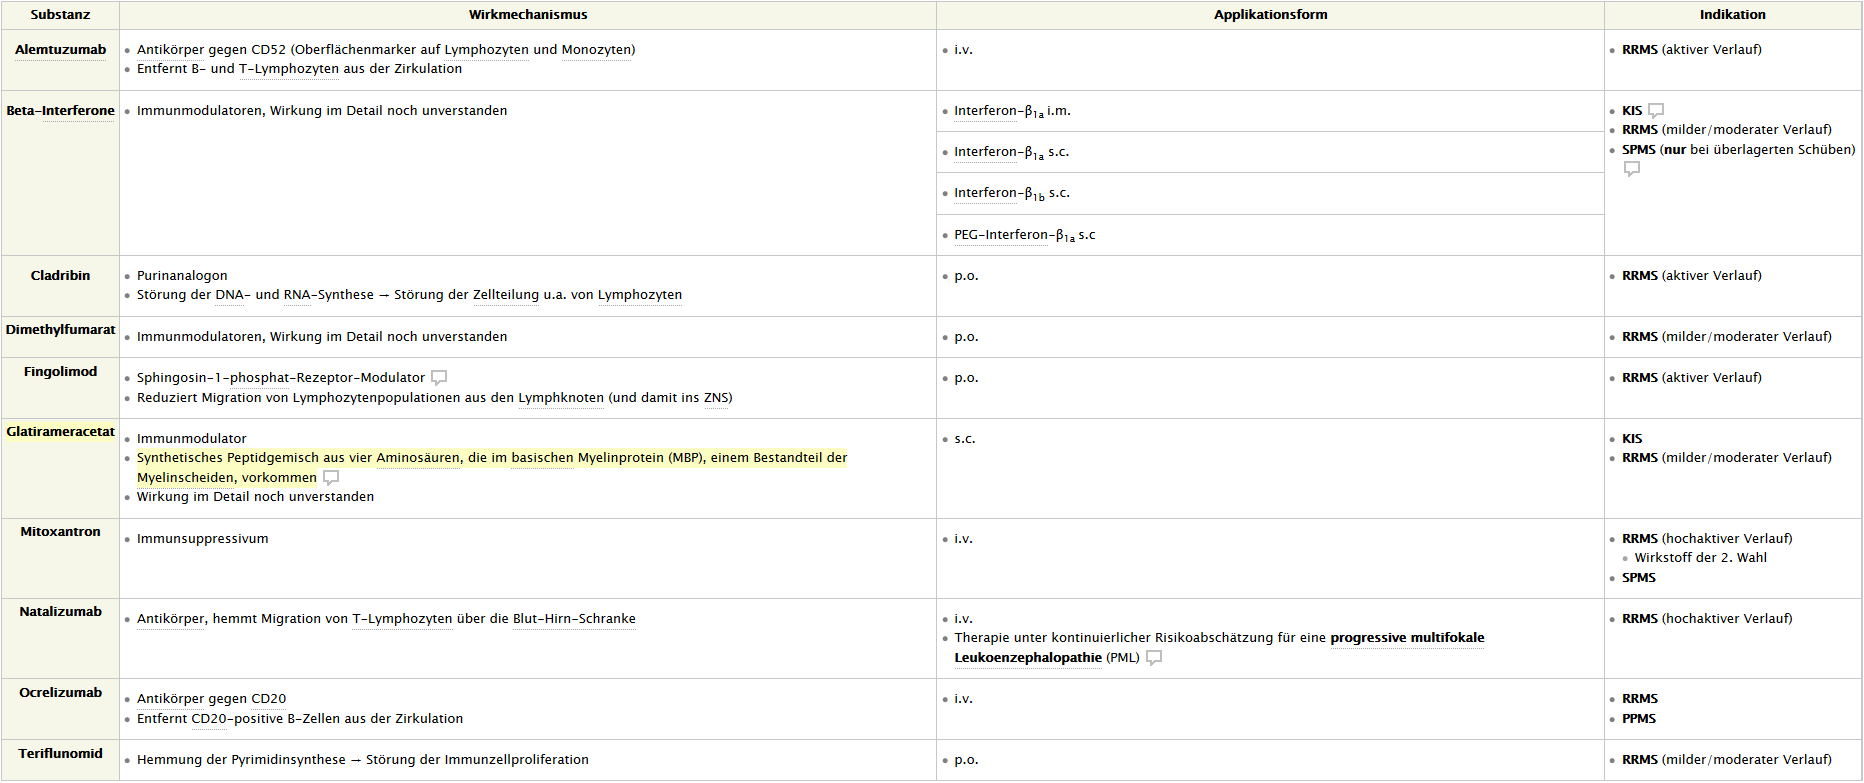 Substanz Wirkmechanismus Applikationsform Indikation
Alemtuzumab
Antikörper gegen CD52 (Oberflächenmarker auf Lymphozyten und Monozyten)
Entfernt B- und T-Lymphozyten aus der Zirkulation
i.v.
RRMS (aktiver Verlauf)
Beta-Interferone
Immunmodulatoren, Wirkung im Detail noch unverstanden
Interferon-β1a i.m.
Interferon-β1a s.c.
Interferon-β1b s.c.
PEG-Interferon-β1a s.c
KIS
RRMS (milder/moderater Verlauf)
SPMS (nur bei überlagerten Schüben)
Cladribin
Purinanalogon
Störung der DNA- und RNA-Synthese → Störung der Zellteilung u.a. von Lymphozyten
p.o.
RRMS (aktiver Verlauf)
Dimethylfumarat
Immunmodulatoren, Wirkung im Detail noch unverstanden
p.o.
RRMS (milder/moderater Verlauf)
Fingolimod
Sphingosin-1-phosphat-Rezeptor-Modulator
Reduziert Migration von Lymphozytenpopulationen aus den Lymphknoten (und damit ins ZNS)
p.o.
RRMS (aktiver Verlauf)
Glatirameracetat
Immunmodulator
Synthetisches Peptidgemisch aus vier Aminosäuren, die im basischen Myelinprotein (MBP), einem Bestandteil der
Myelinscheiden, vorkommen
Wirkung im Detail noch unverstanden
s.c.
KIS
RRMS (milder/moderater Verlauf)
Mitoxantron
Immunsuppressivum
i.v.
RRMS (hochaktiver Verlauf)
Wirkstoff der 2. Wahl
SPMS
Natalizumab
Antikörper, hemmt Migration von T-Lymphozyten über die Blut-Hirn-Schranke
i.v.
Therapie unter kontinuierlicher Risikoabschätzung für eine progressive multifokale
Leukoenzephalopathie (PML)
RRMS (hochaktiver Verlauf)
Ocrelizumab
Antikörper gegen CD20
Entfernt CD20-positive B-Zellen aus der Zirkulation
i.v.
RRMS
PPMS
Teriflunomid
Hemmung der Pyrimidinsynthese → Störung der Immunzellproliferation
p.o.
RRMS (milder/moderater Verlauf)